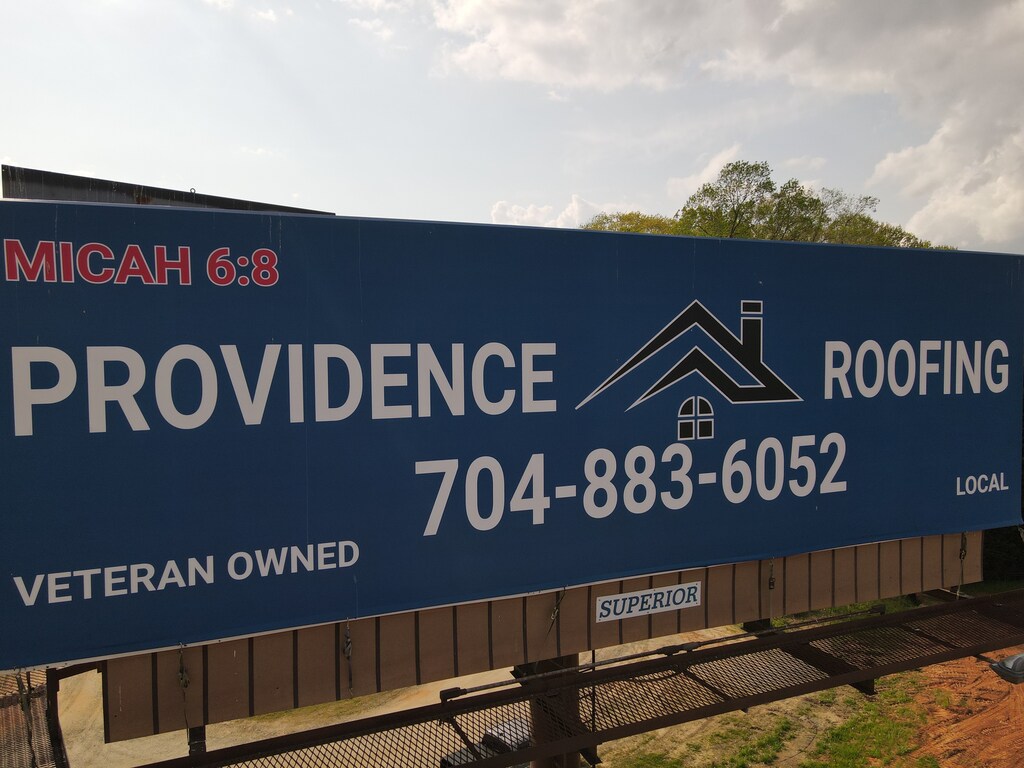 MICAH 6:8
PROVIDENCE ROOFING
704-883-6052
LOCAL
VETERAN OWNED
SUPERIOR